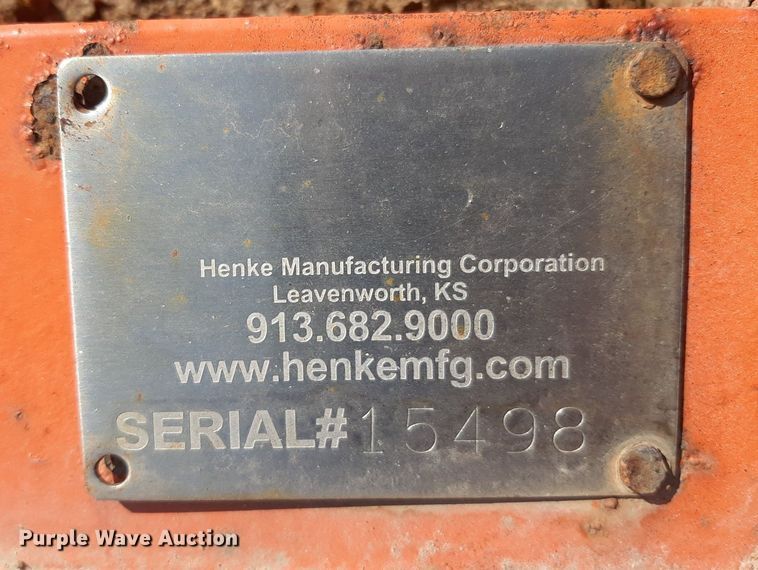 Henke Manufacturing Corporation
Leavenworth, KS
913.682.9000
www.henkemfg.com
SERIAL# 15498
Purple Wave Auction